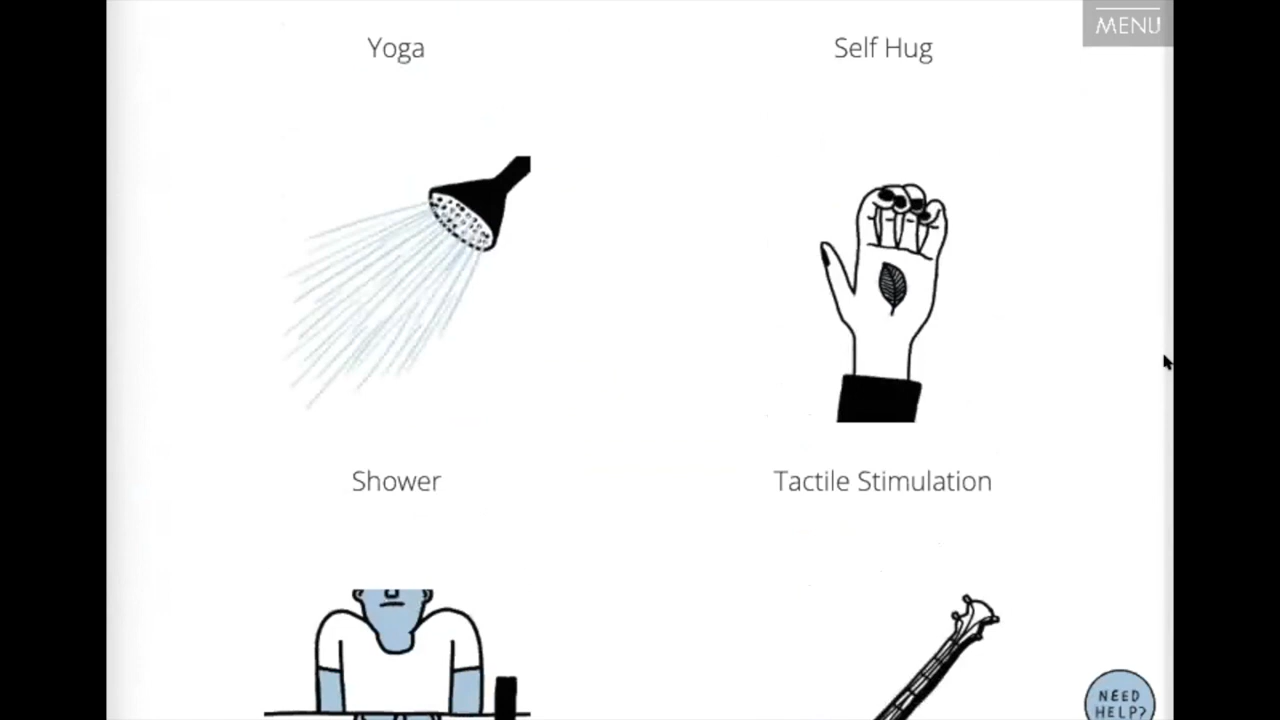 MENU
Yoga
Self Hug
Shower
Tactile Stimulation
NEED
HELP?